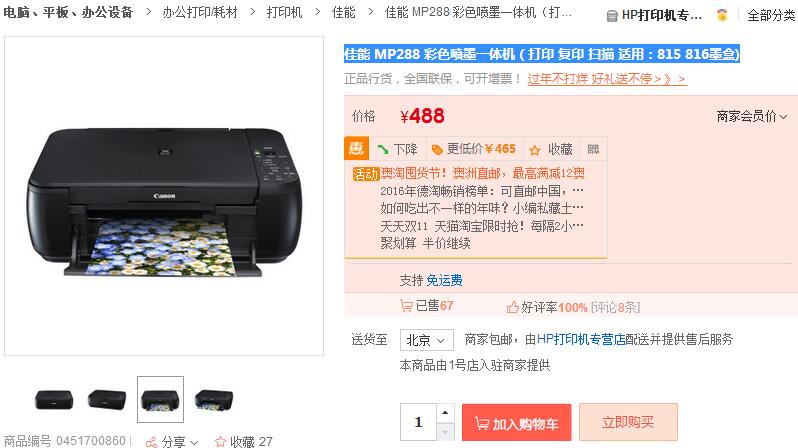 电脑、平板、办公设备 > 办公打印/耗材 > 打印机 > 佳能 > 佳能 MP288 彩色喷墨一体机（打...
HP打印机专... 全部分类
佳能 MP288 彩色喷墨一体机 ( 打印 复印 扫描 适用：815 816墨盒)
正品行货，全国联保，可开增票！ 过年不打烊 好礼送不停>》>
价格 ¥488 商家会员价
惠 下降 更低价¥465 收藏
活动 澳淘囤货节！澳洲直邮，最高满减12澳
2016年德淘畅销榜单：可直邮中国，...
如何吃出不一样的年味？小编私藏土...
天天双11 天猫淘宝限时抢！每隔2小...
聚划算 半价继续
支持 免运费
已售67 好评率100% [评论8条]
送货至 北京 商家包邮，由HP打印机专营店配送并提供售后服务
本商品由1号店入驻商家提供
Canon
1 加入购物车 立即购买
商品编号 0451700860 分享 收藏 27